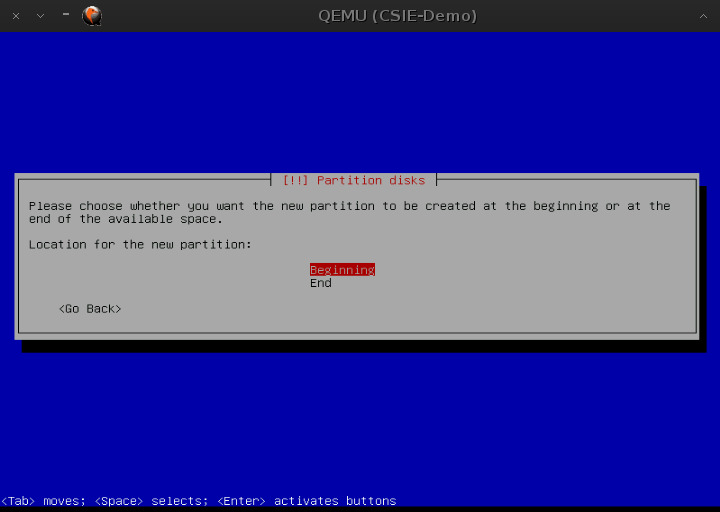 QEMU (CSIE-Demo)
[!!] Partition disks
Please choose whether you want the new partition to be created at the beginning or at the
end of the available space.
Location for the new partition:
Beginning
End
<Go Back>
<Tab> moves; <Space> selects; <Enter> activates buttons